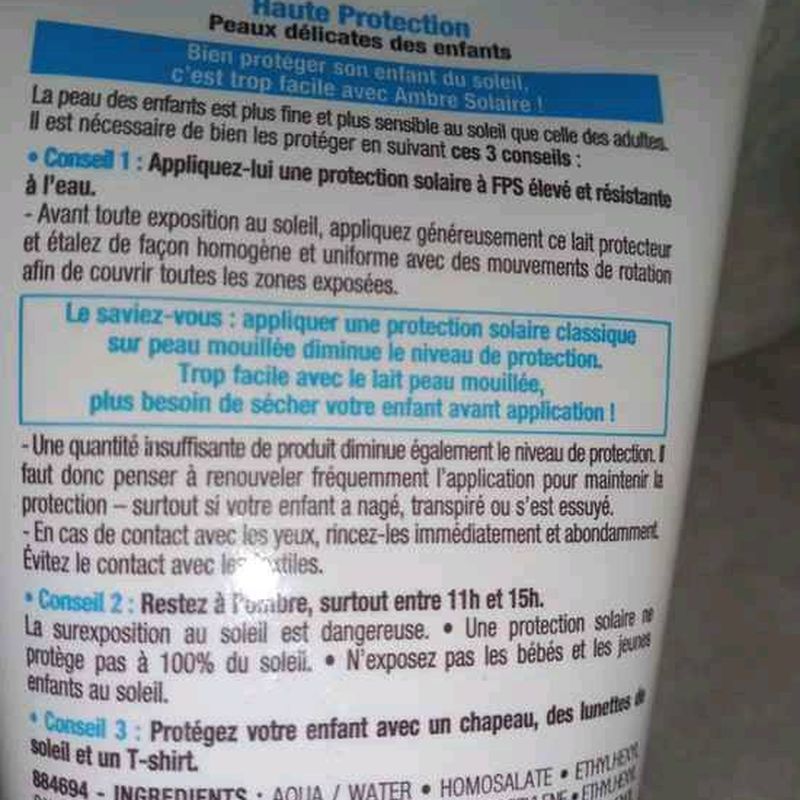 Haute Protection
Peaux délicates des enfants
Bien protéger son enfant du soleil,
c'est trop facile avec Ambre Solaire !
La peau des enfants est plus fine et plus sensible au soleil que celle des adultes.
Il est nécessaire de bien les protéger en suivant ces 3 conseils :
• Conseil 1 : Appliquez-lui une protection solaire à FPS élevé et résistante
à l'eau.
- Avant toute exposition au soleil, appliquez généreusement ce lait protecteur
et étalez de façon homogène et uniforme avec des mouvements de rotation
afin de couvrir toutes les zones exposées.
Le saviez-vous : appliquer une protection solaire classique
sur peau mouillée diminue le niveau de protection.
Trop facile avec le lait peau mouillée,
plus besoin de sécher votre enfant avant application !
- Une quantité insuffisante de produit diminue également le niveau de protection. Il
faut donc penser à renouveler fréquemment l'application pour maintenir la
protection – surtout si votre enfant a nagé, transpiré ou s'est essuyé.
- En cas de contact avec les yeux, rincez-les immédiatement et abondamment.
Évitez le contact avec les textiles.
• Conseil 2 : Restez à l'ombre, surtout entre 11h et 15h.
La surexposition au soleil est dangereuse. • Une protection solaire ne
protège pas à 100% du soleil. • N'exposez pas les bébés et les jeunes
enfants au soleil.
• Conseil 3 : Protégez votre enfant avec un chapeau, des lunettes de
soleil et un T-shirt.
884694 - INGREDIENTS : AQUA / WATER • HOMOSALATE • ETHYLHEXYL
• ETHYLHEXYL